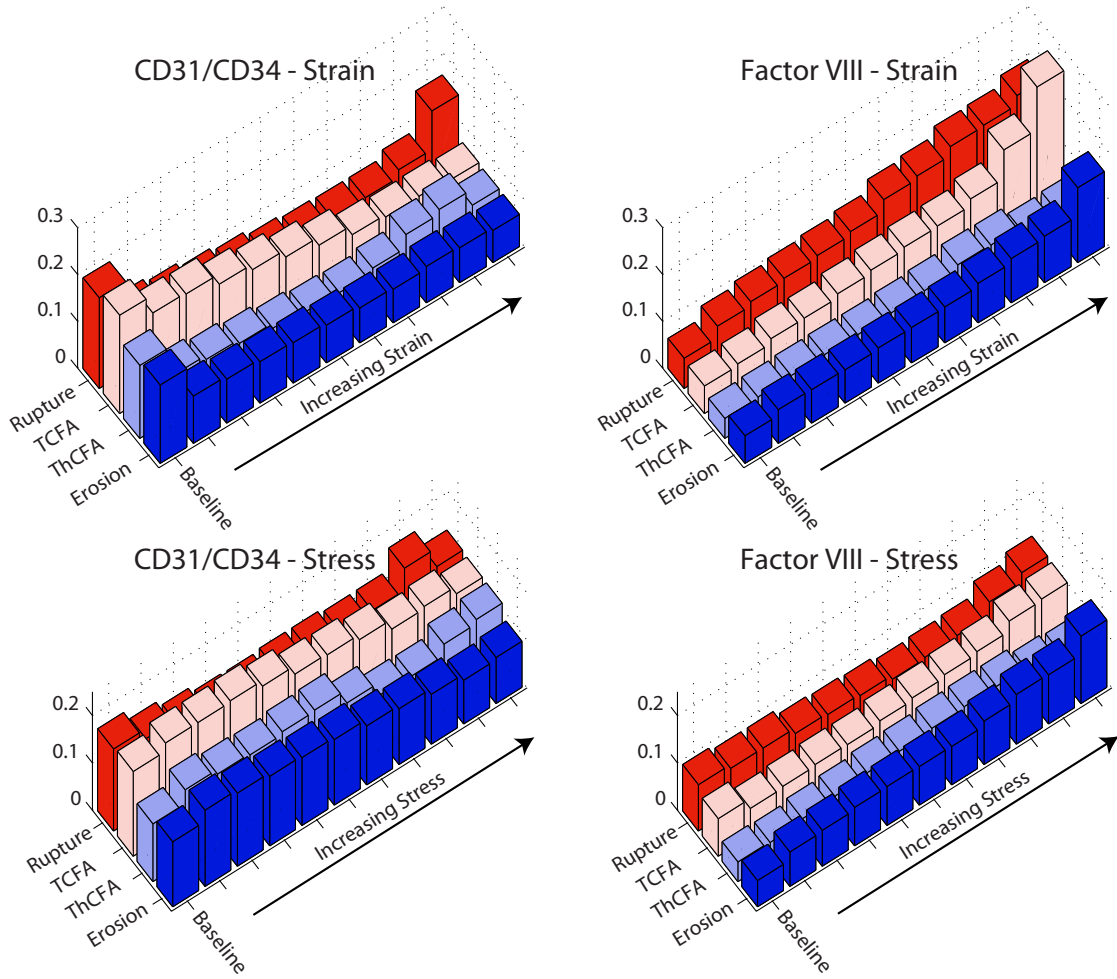 CD31/CD34 - Strain
0.3
0.2
0.1
0
Rupture
TCFA
ThCFA
Erosion
Baseline
Increasing Strain
Factor VIII - Strain
0.3
0.2
0.1
0
Rupture
TCFA
ThCFA
Erosion
Baseline
Increasing Strain
CD31/CD34 - Stress
0.2
0.1
0
Rupture
TCFA
ThCFA
Erosion
Baseline
Increasing Stress
Factor VIII - Stress
0.2
0.1
0
Rupture
TCFA
ThCFA
Erosion
Baseline
Increasing Stress